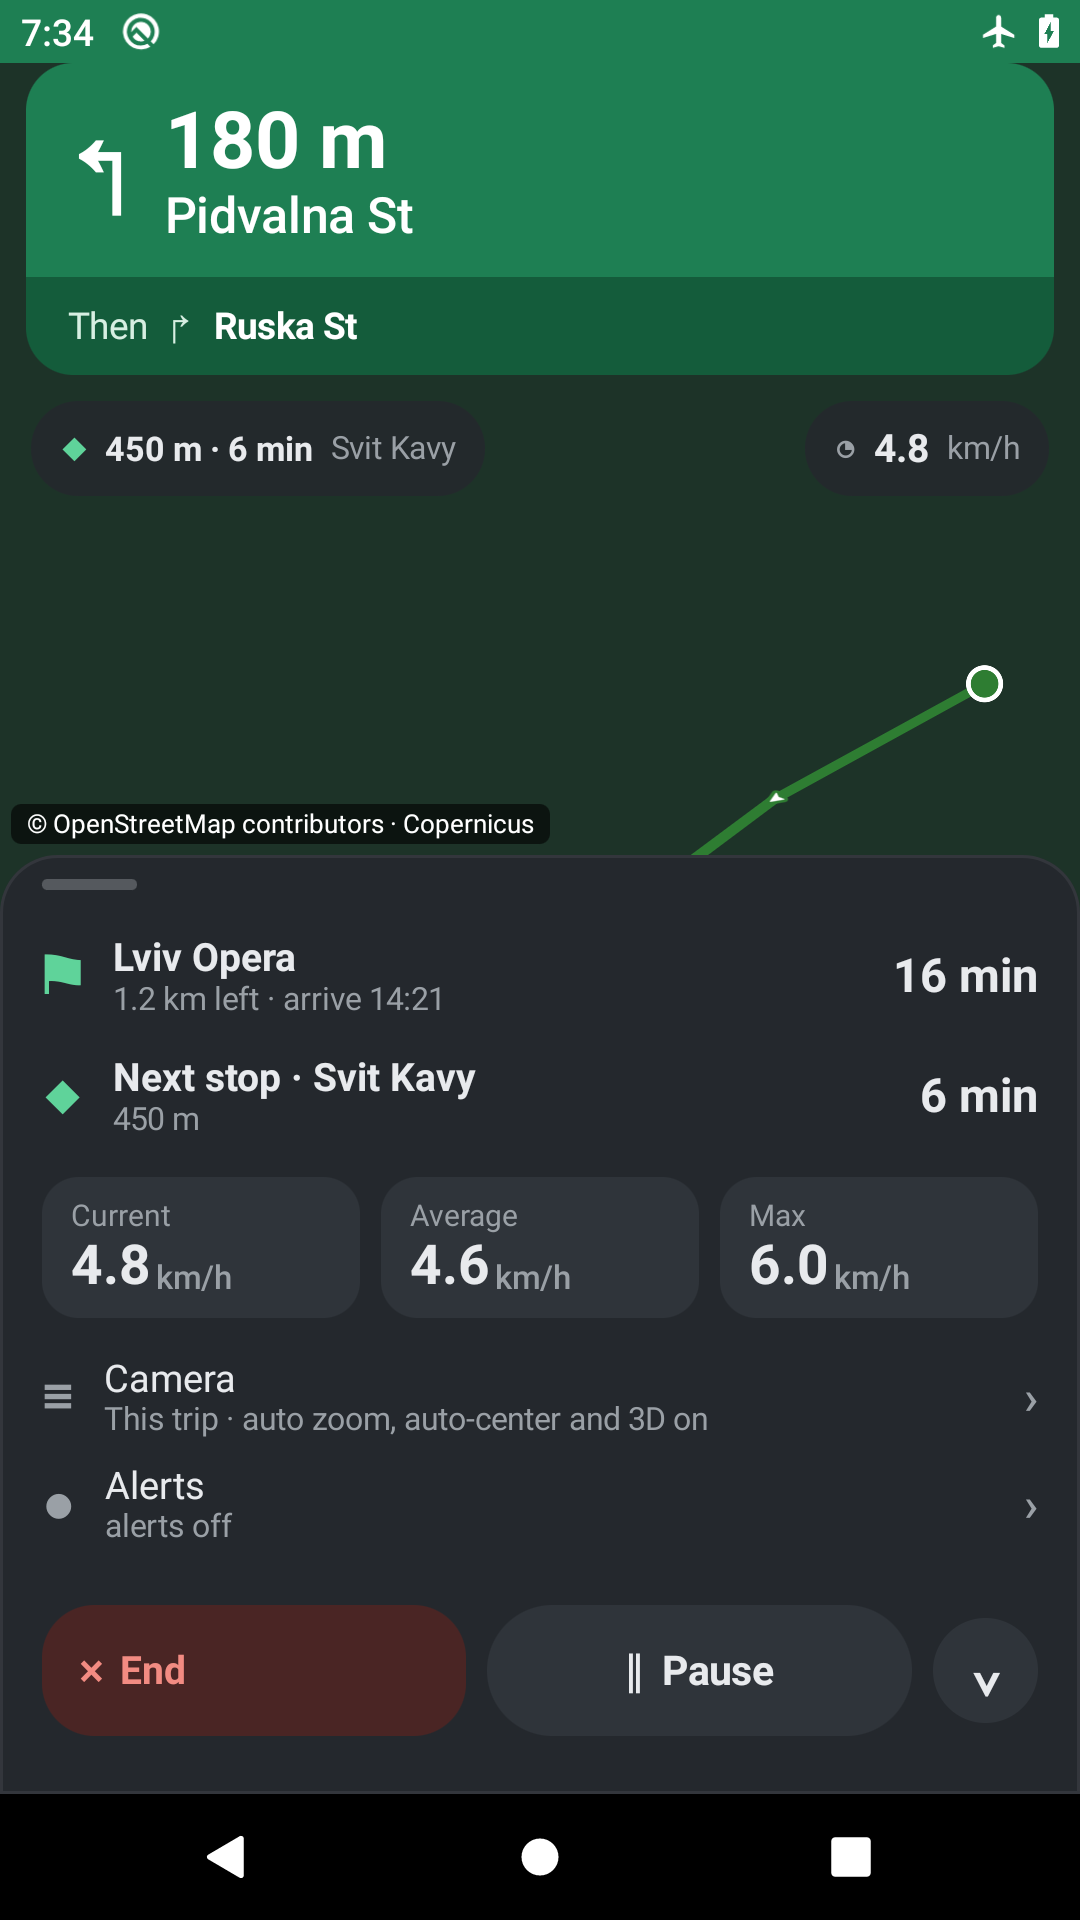 7:34
180 m
Pidvalna St
Then Ruska St
450 m · 6 min Svit Kavy
4.8 km/h
© OpenStreetMap contributors · Copernicus
Lviv Opera
1.2 km left · arrive 14:21
16 min
Next stop · Svit Kavy
450 m
6 min
Current
4.8 km/h
Average
4.6 km/h
Max
6.0 km/h
Camera
This trip · auto zoom, auto-center and 3D on
Alerts
alerts off
End
Pause